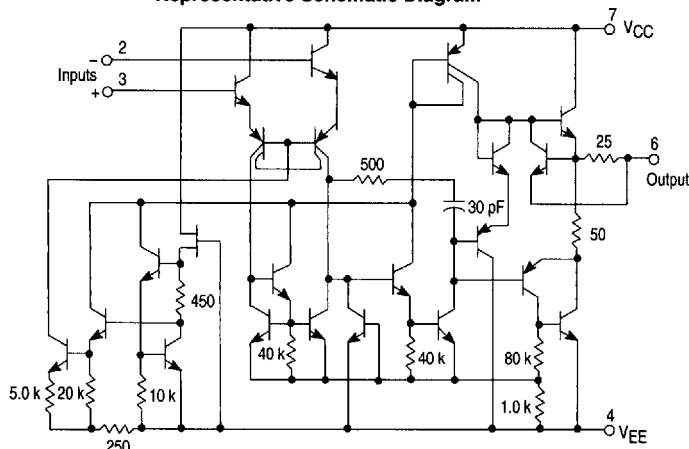 Representative Schematic Diagram
7
VCC
2
−
Inputs
3
+
500
25
6
Output
30 pF
50
450
40 k
40 k
80 k
5.0 k
20 k
10 k
1.0 k
4
VEE
250